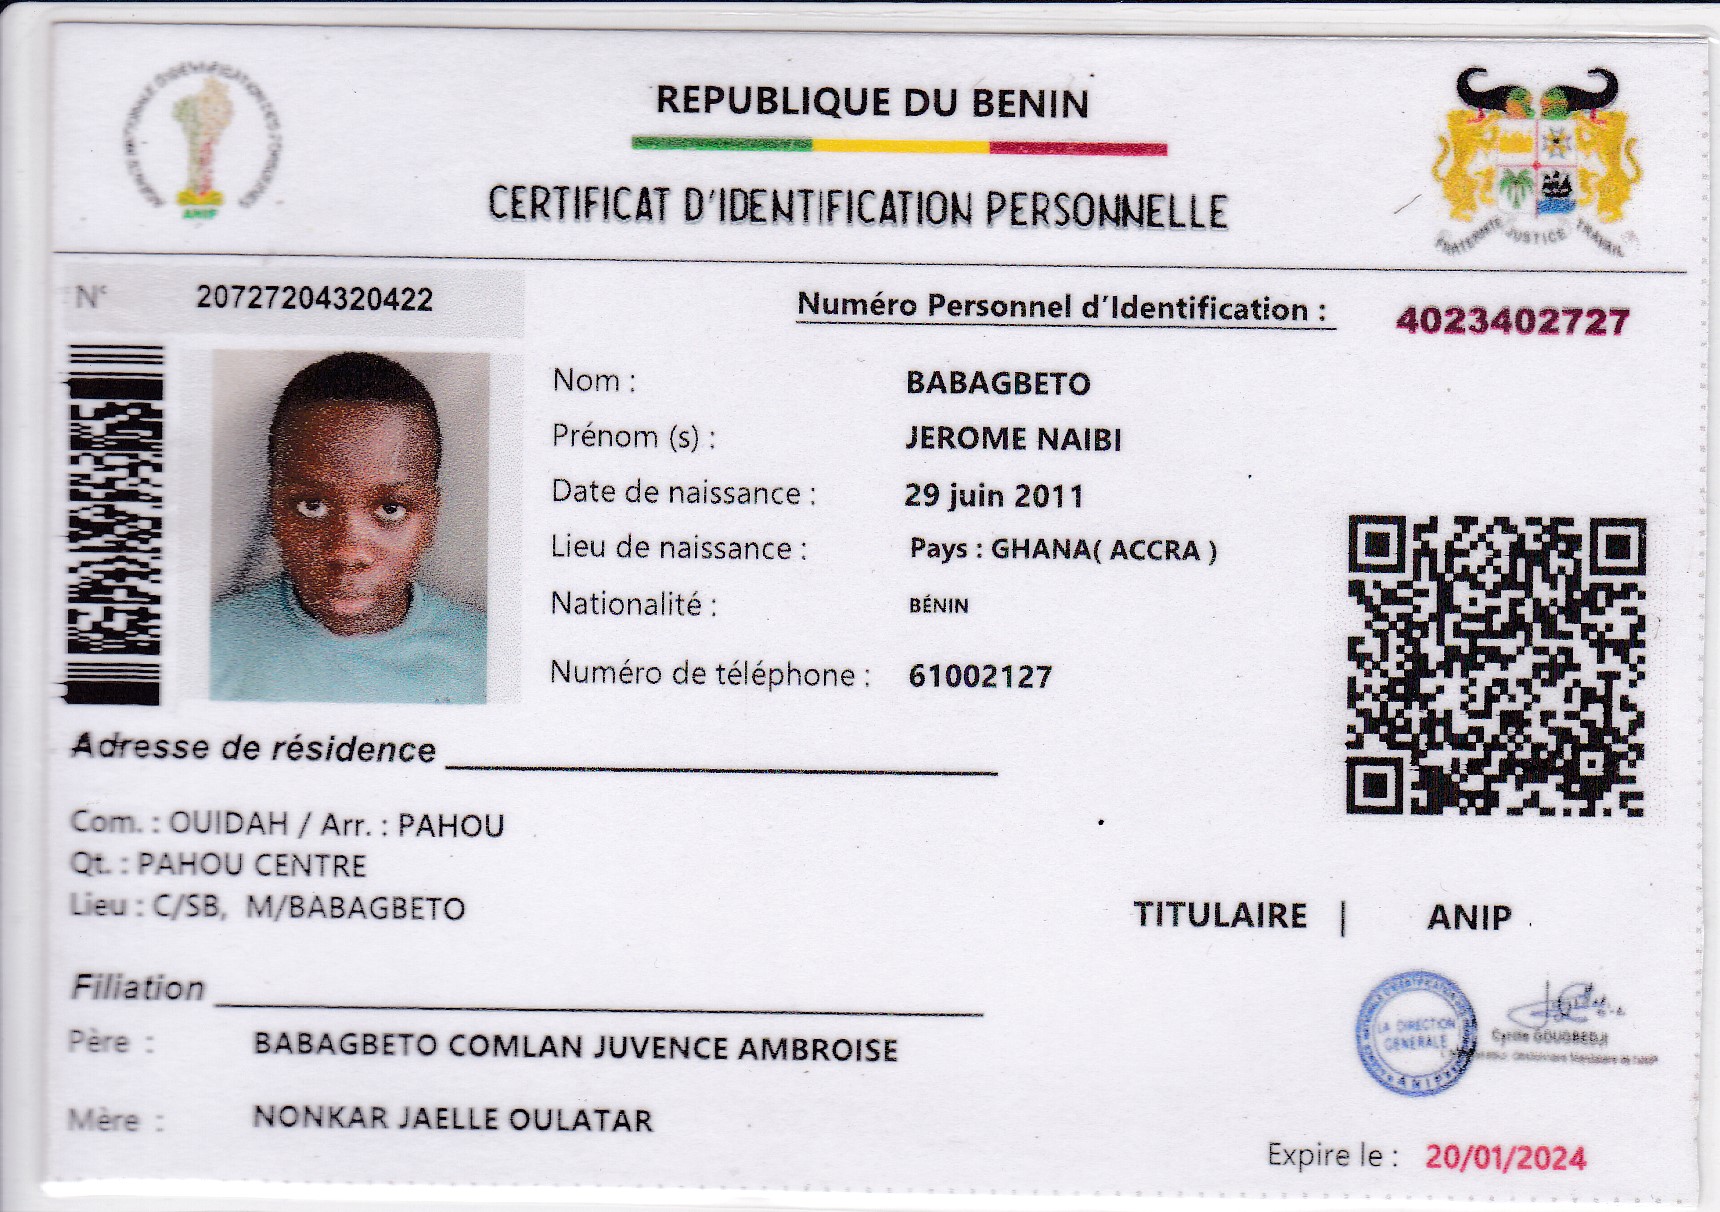 REPUBLIQUE DU BENIN
CERTIFICAT D'IDENTIFICATION PERSONNELLE
ANIP
FRATERNITE JUSTICE TRAVAIL
N° 20727204320422
Numéro Personnel d'Identification : 4023402727
Nom : BABAGBETO
Prénom (s) : JEROME NAIBI
Date de naissance : 29 juin 2011
Lieu de naissance : Pays : GHANA( ACCRA )
Nationalité : BÉNIN
Numéro de téléphone : 61002127
Adresse de résidence
Com. : OUIDAH / Arr. : PAHOU
Qt. : PAHOU CENTRE
Lieu : C/SB, M/BABAGBETO
TITULAIRE | ANIP
Filiation
Père : BABAGBETO COMLAN JUVENCE AMBROISE
Mère : NONKAR JAELLE OULATAR
LA DIRECTION
GENERALE
ANIP
Expire le : 20/01/2024